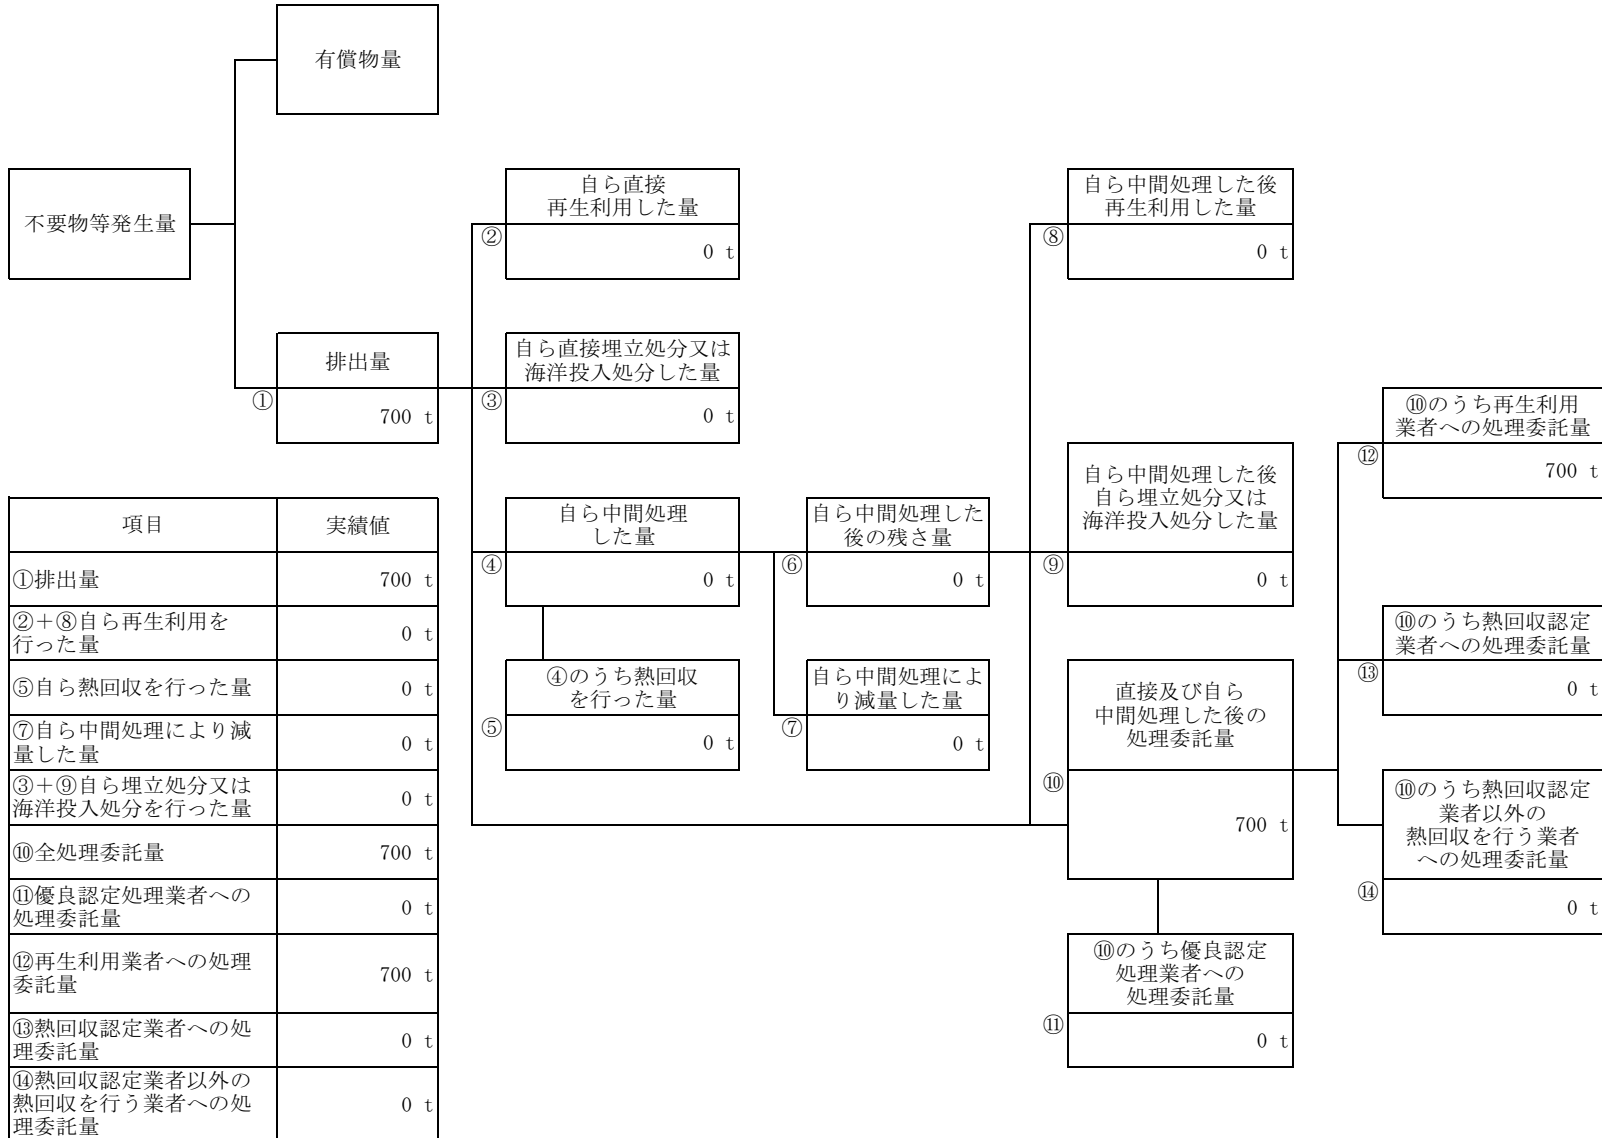 有償物量
不要物等発生量
自ら直接
再生利用した量
②
0 t
自ら中間処理した後
再生利用した量
⑧
0 t
排出量
①
700 t
自ら直接埋立処分又は
海洋投入処分した量
③
0 t
⑩のうち再生利用
業者への処理委託量
⑫
700 t
自ら中間処理
した量
④
0 t
自ら中間処理した
後の残さ量
⑥
0 t
自ら中間処理した後
自ら埋立処分又は
海洋投入処分した量
⑨
0 t
⑩のうち熱回収認定
業者への処理委託量
⑬
0 t
④のうち熱回収
を行った量
⑤
0 t
自ら中間処理によ
り減量した量
⑦
0 t
直接及び自ら
中間処理した後の
処理委託量
⑩
700 t
⑩のうち熱回収認定
業者以外の
熱回収を行う業者
への処理委託量
⑭
0 t
⑩のうち優良認定
処理業者への
処理委託量
⑪
0 t
項目 実績値
①排出量 700 t
②+⑧自ら再生利用を
行った量 0 t
⑤自ら熱回収を行った量 0 t
⑦自ら中間処理により減
量した量 0 t
③+⑨自ら埋立処分又は
海洋投入処分を行った量 0 t
⑩全処理委託量 700 t
⑪優良認定処理業者への
処理委託量 0 t
⑫再生利用業者への処理
委託量 700 t
⑬熱回収認定業者への処
理委託量 0 t
⑭熱回収認定業者以外の
熱回収を行う業者への処
理委託量 0 t